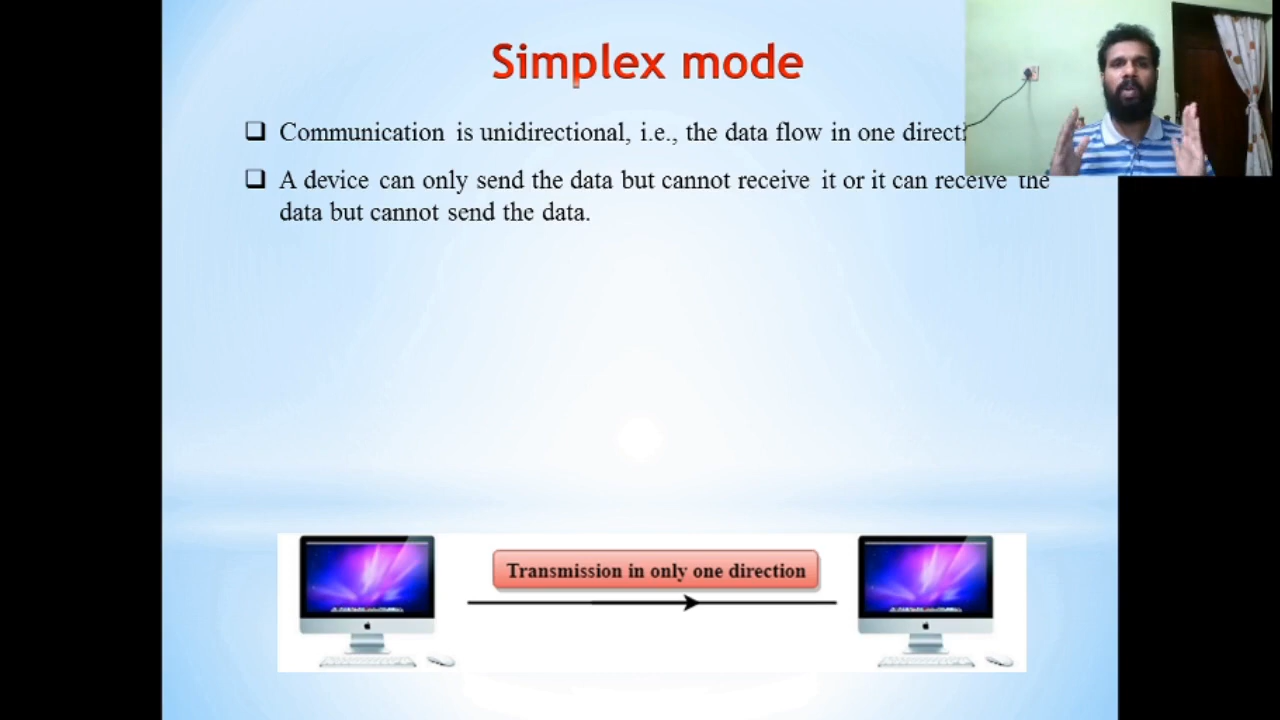 Simplex mode
Communication is unidirectional, i.e., the data flow in one
A device can only send the data but cannot receive it or it can receive the
data but cannot send the data.
Transmission in only one direction